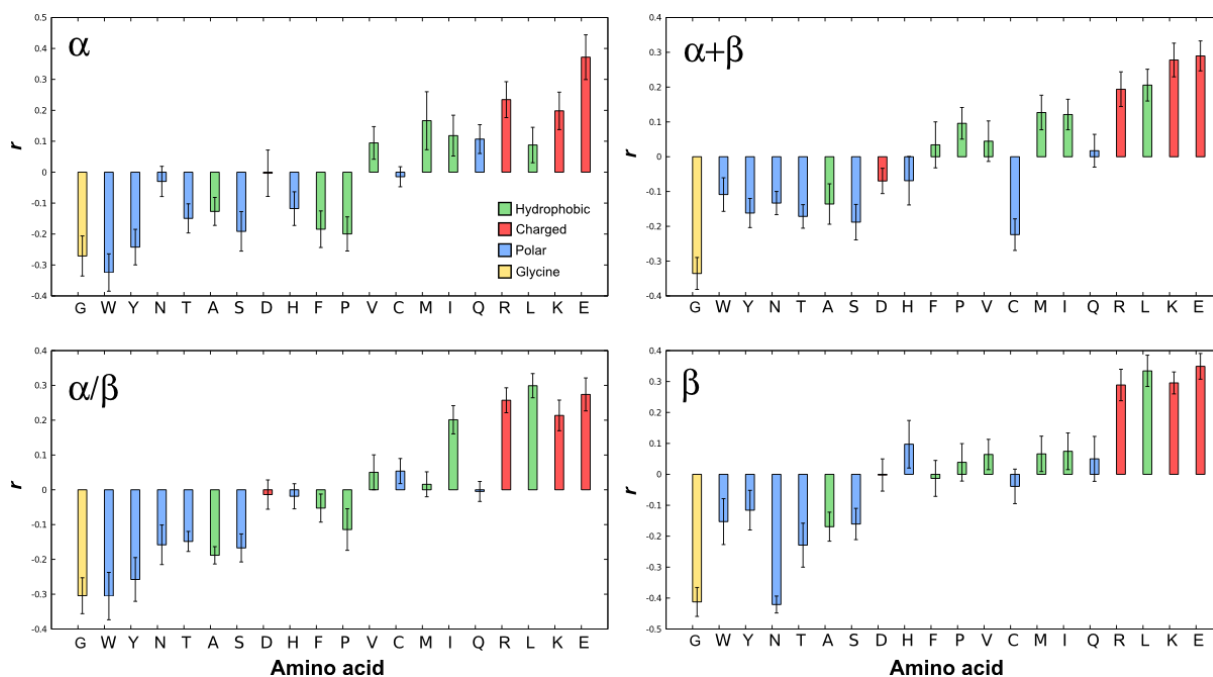 α
0.5
0.4
0.3
0.2
0.1
0
-0.1
-0.2
-0.3
-0.4
r
Hydrophobic
Charged
Polar
Glycine
G W Y N T A S D H F P V C M I Q R L K E
α+β
0.4
0.3
0.2
0.1
0
-0.1
-0.2
-0.3
-0.4
r
G W Y N T A S D H F P V C M I Q R L K E
α/β
0.4
0.3
0.2
0.1
0
-0.1
-0.2
-0.3
-0.4
r
G W Y N T A S D H F P V C M I Q R L K E
Amino acid
β
0.4
0.3
0.2
0.1
0
-0.1
-0.2
-0.3
-0.4
-0.5
r
G W Y N T A S D H F P V C M I Q R L K E
Amino acid